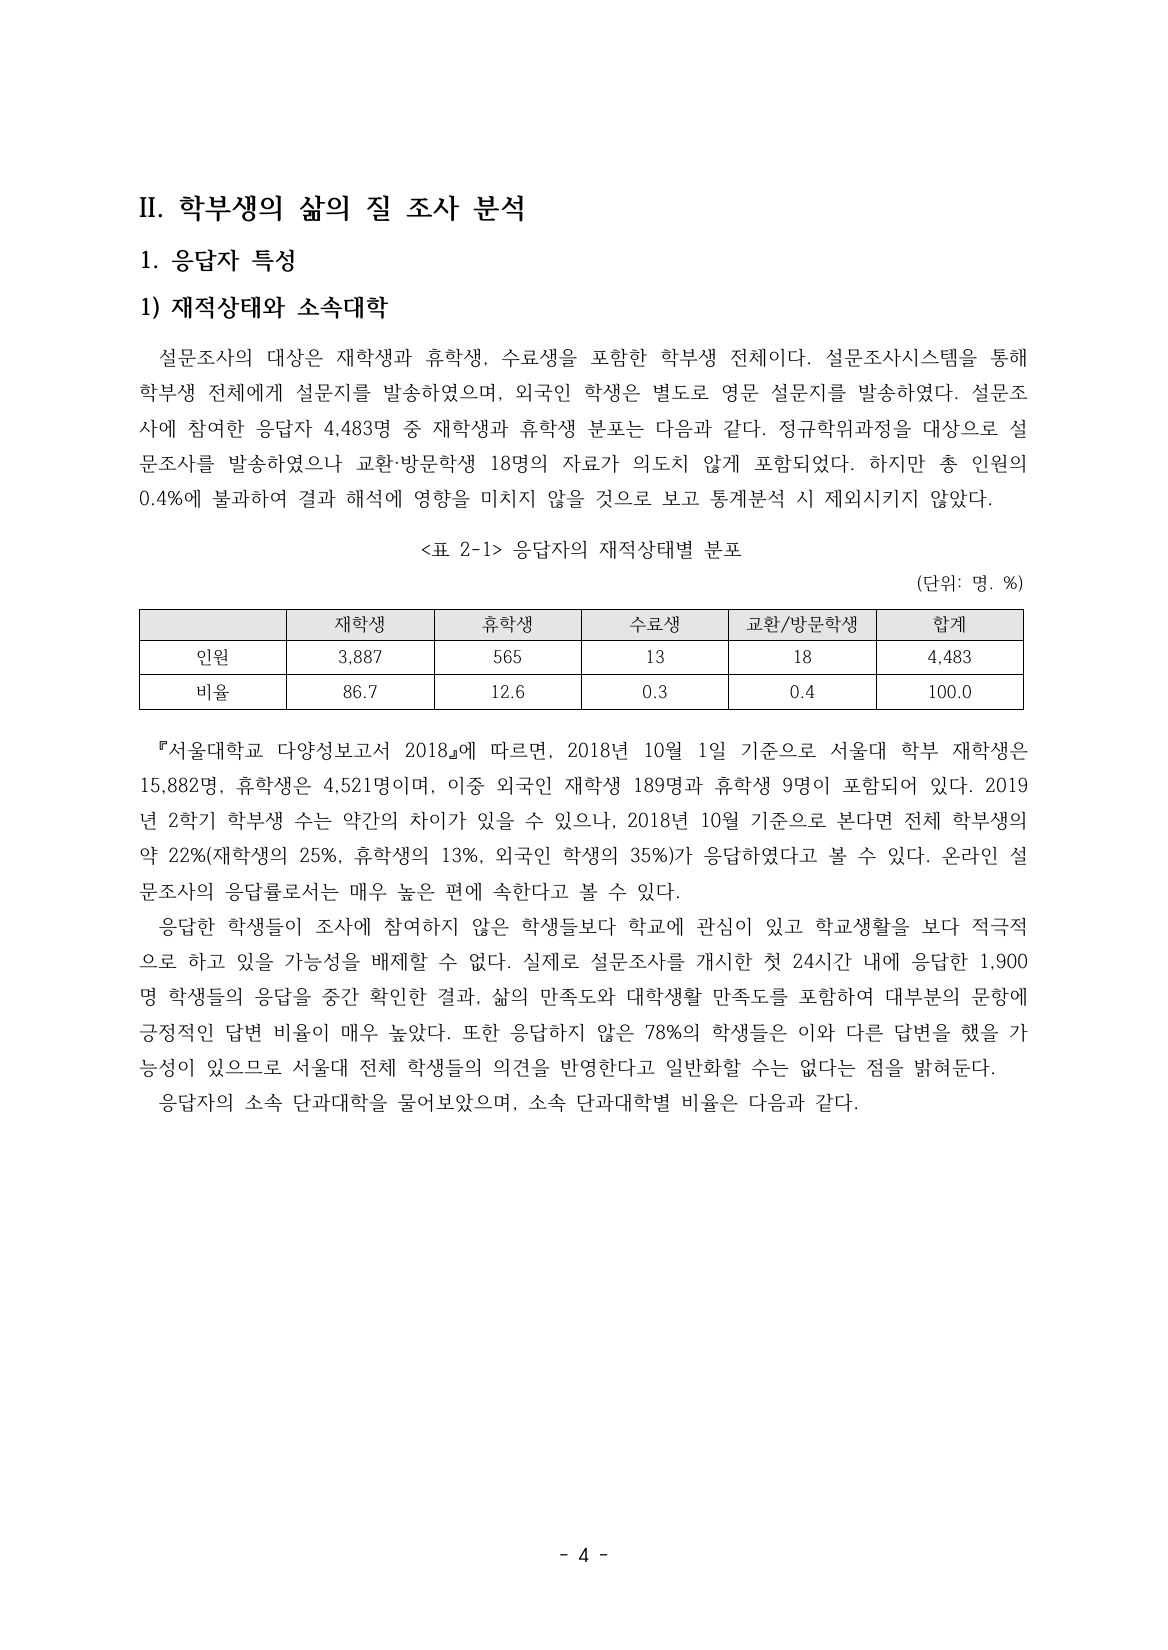 II. 학부생의 삶의 질 조사 분석
1. 응답자 특성
1) 재적상태와 소속대학
설문조사의 대상은 재학생과 휴학생, 수료생을 포함한 학부생 전체이다. 설문조사시스템을 통해
학부생 전체에게 설문지를 발송하였으며, 외국인 학생은 별도로 영문 설문지를 발송하였다. 설문조
사에 참여한 응답자 4,483명 중 재학생과 휴학생 분포는 다음과 같다. 정규학위과정을 대상으로 설
문조사를 발송하였으나 교환·방문학생 18명의 자료가 의도치 않게 포함되었다. 하지만 총 인원의
0.4%에 불과하여 결과 해석에 영향을 미치지 않을 것으로 보고 통계분석 시 제외시키지 않았다.
<표 2-1> 응답자의 재적상태별 분포
(단위: 명. %)
재학생 휴학생 수료생 교환/방문학생 합계
인원 3,887 565 13 18 4,483
비율 86.7 12.6 0.3 0.4 100.0
『서울대학교 다양성보고서 2018』에 따르면, 2018년 10월 1일 기준으로 서울대 학부 재학생은
15,882명, 휴학생은 4,521명이며, 이중 외국인 재학생 189명과 휴학생 9명이 포함되어 있다. 2019
년 2학기 학부생 수는 약간의 차이가 있을 수 있으나, 2018년 10월 기준으로 본다면 전체 학부생의
약 22%(재학생의 25%, 휴학생의 13%, 외국인 학생의 35%)가 응답하였다고 볼 수 있다. 온라인 설
문조사의 응답률로서는 매우 높은 편에 속한다고 볼 수 있다.
응답한 학생들이 조사에 참여하지 않은 학생들보다 학교에 관심이 있고 학교생활을 보다 적극적
으로 하고 있을 가능성을 배제할 수 없다. 실제로 설문조사를 개시한 첫 24시간 내에 응답한 1,900
명 학생들의 응답을 중간 확인한 결과, 삶의 만족도와 대학생활 만족도를 포함하여 대부분의 문항에
긍정적인 답변 비율이 매우 높았다. 또한 응답하지 않은 78%의 학생들은 이와 다른 답변을 했을 가
능성이 있으므로 서울대 전체 학생들의 의견을 반영한다고 일반화할 수는 없다는 점을 밝혀둔다.
응답자의 소속 단과대학을 물어보았으며, 소속 단과대학별 비율은 다음과 같다.
- 4 -